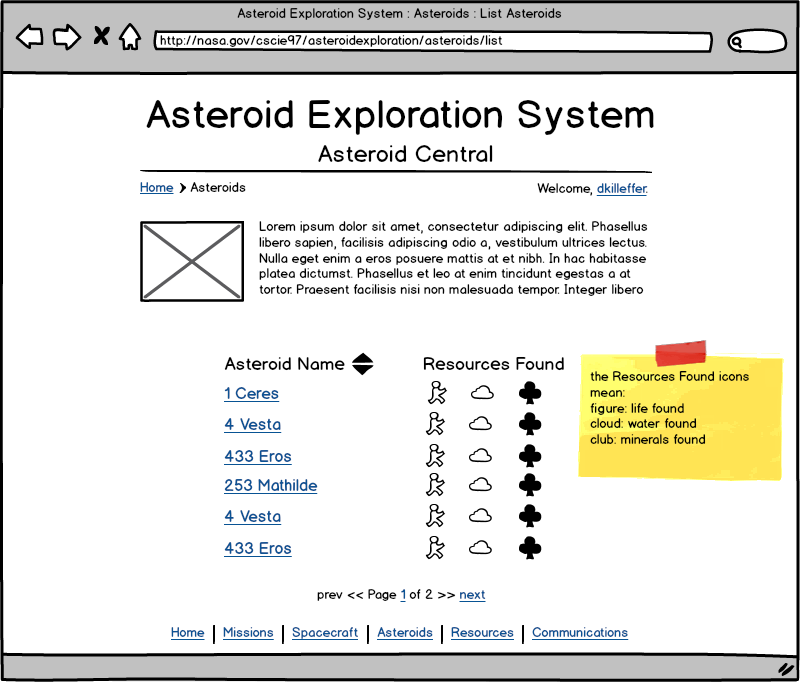 Asteroid Exploration System : Asteroids : List Asteroids
http://nasa.gov/cscie97/asteroidexploration/asteroids/list
Asteroid Exploration System
Asteroid Central
Home > Asteroids
Welcome, dkilleffer.
Lorem ipsum dolor sit amet, consectetur adipiscing elit. Phasellus
libero sapien, facilisis adipiscing odio a, vestibulum ultrices lectus.
Nulla eget enim a eros posuere mattis at et nibh. In hac habitasse
platea dictumst. Phasellus et leo at enim tincidunt egestas a at
tortor. Praesent facilisis nisi non malesuada tempor. Integer libero
Asteroid Name
Resources Found
1 Ceres
4 Vesta
433 Eros
253 Mathilde
4 Vesta
433 Eros
the Resources Found icons
mean:
figure: life found
cloud: water found
club: minerals found
prev << Page 1 of 2 >> next
Home | Missions | Spacecraft | Asteroids | Resources | Communications